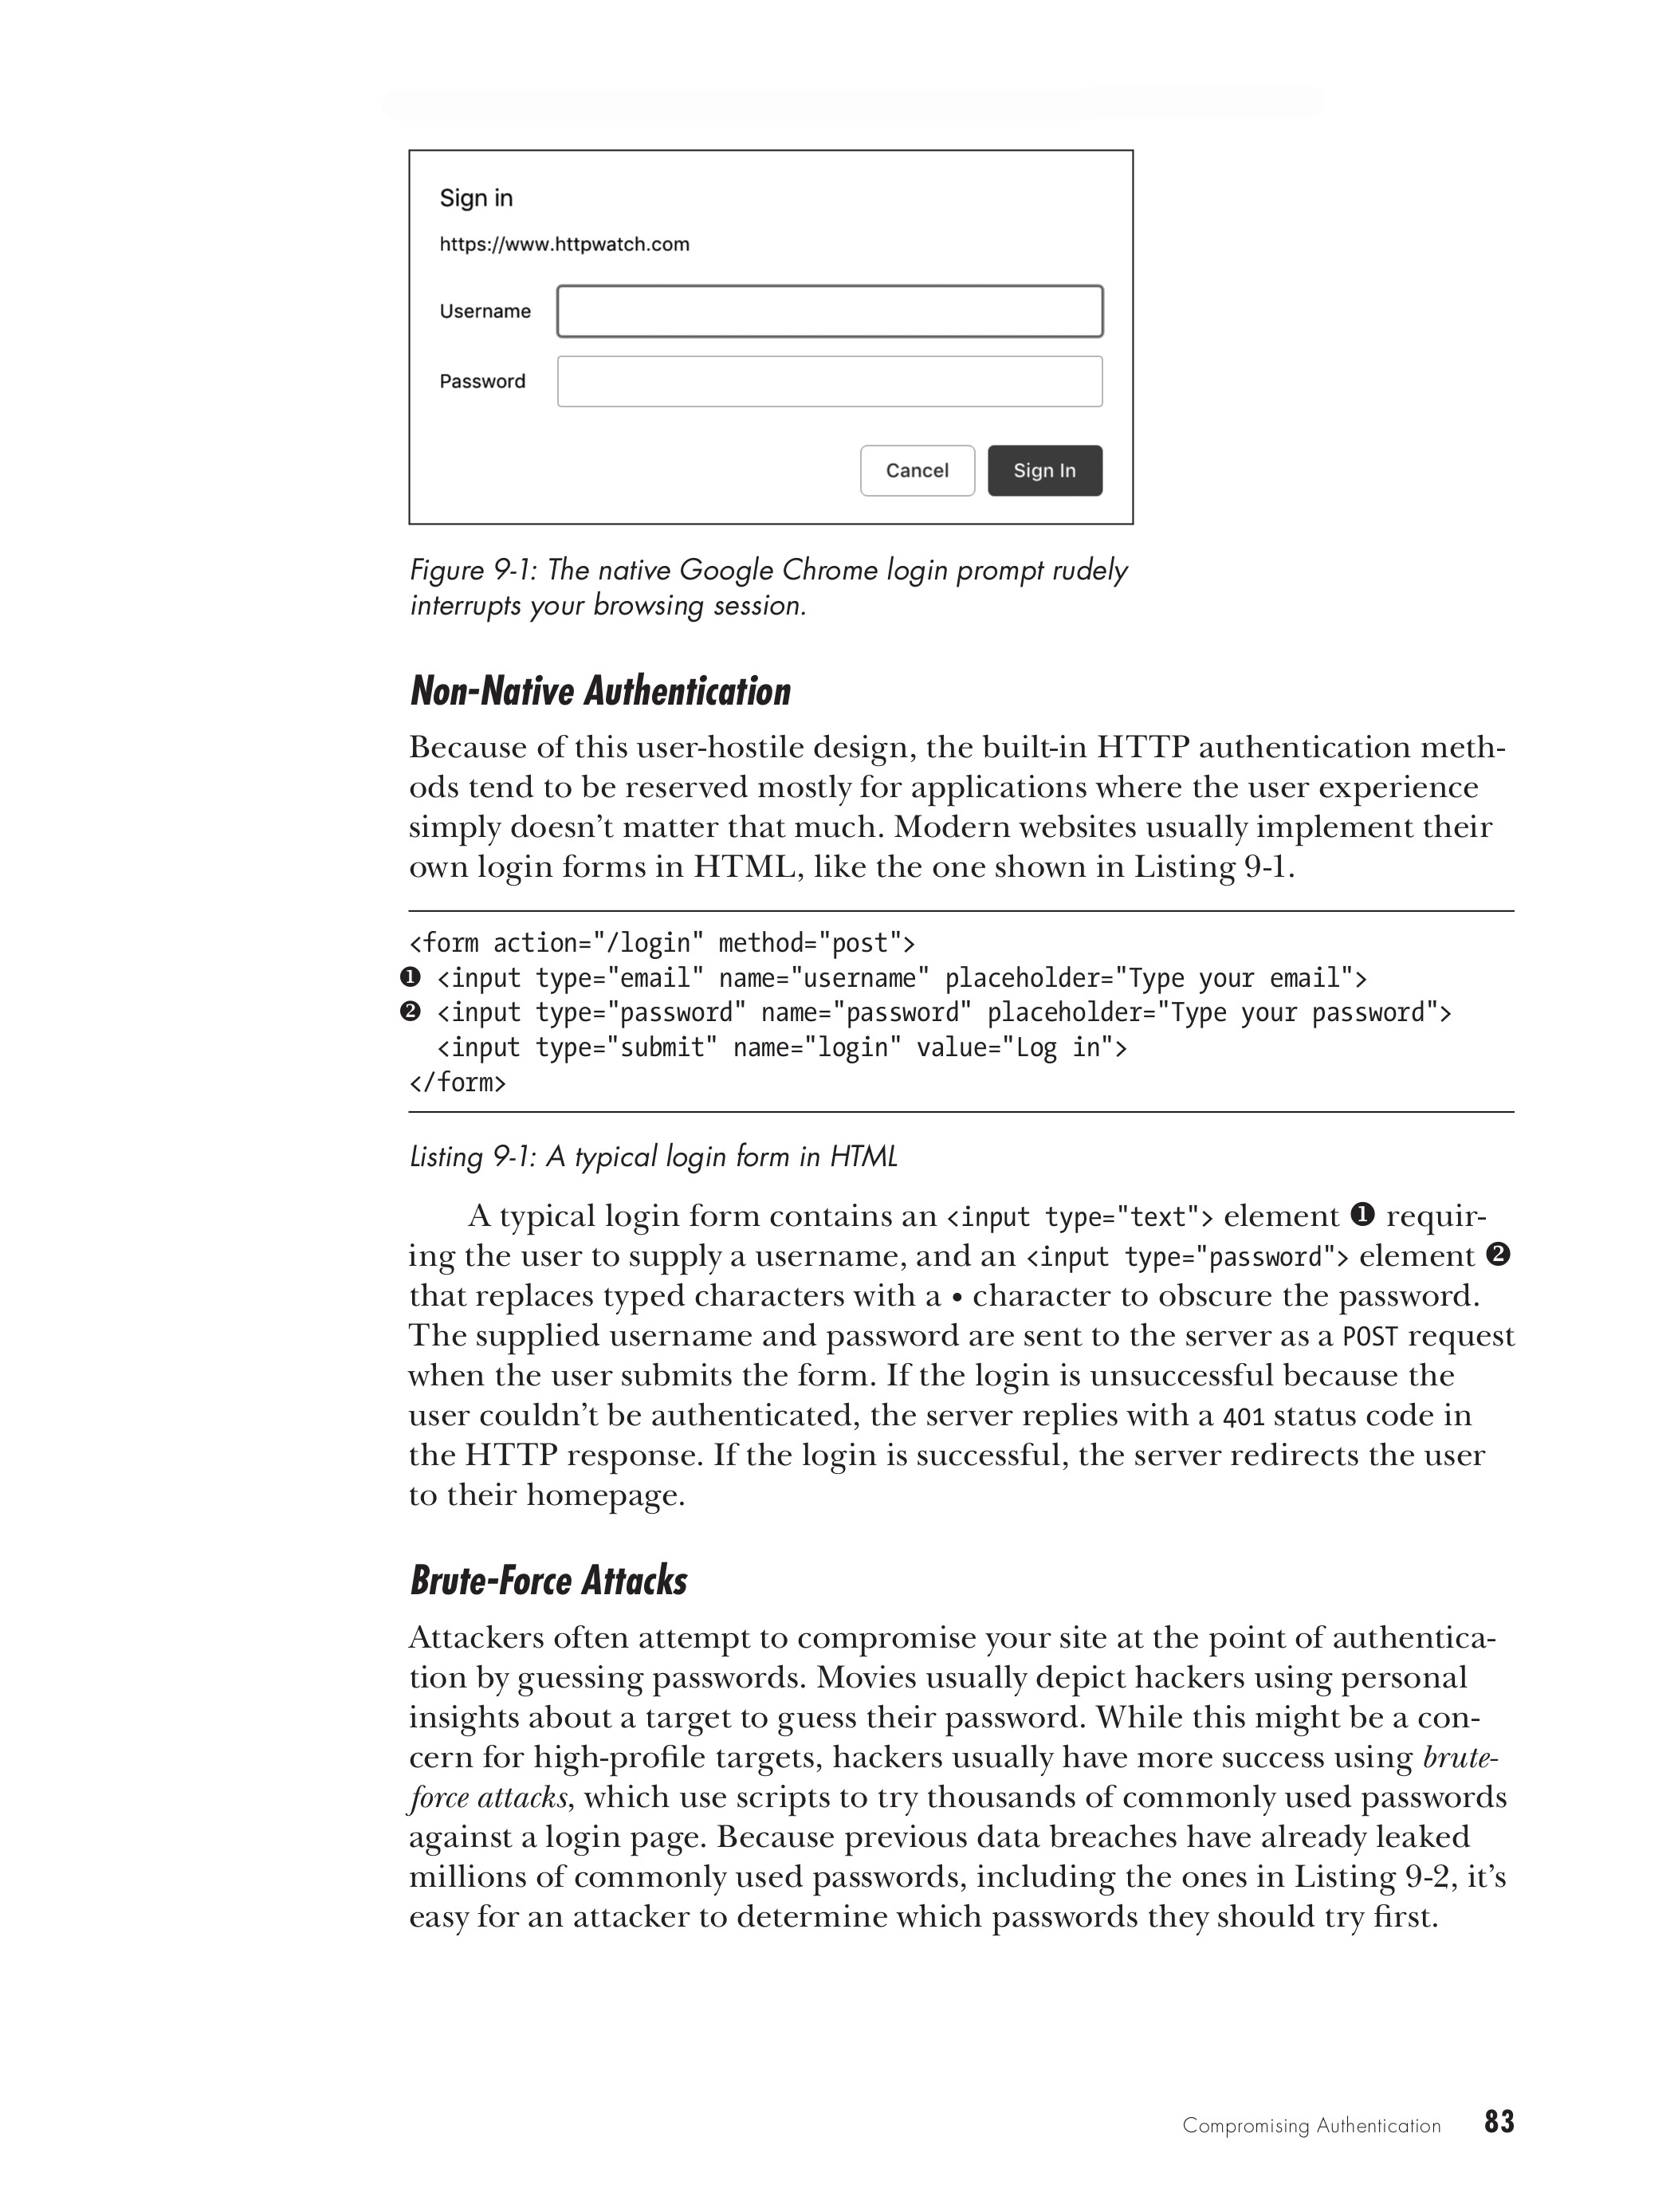 Sign in
https://www.httpwatch.com
Username
Password
Cancel
Sign In
Figure 9-1: The native Google Chrome login prompt rudely
interrupts your browsing session.
Non-Native Authentication
Because of this user-hostile design, the built-in HTTP authentication meth-
ods tend to be reserved mostly for applications where the user experience
simply doesn’t matter that much. Modern websites usually implement their
own login forms in HTML, like the one shown in Listing 9-1.
<form action="/login" method="post">
❶ <input type="email" name="username" placeholder="Type your email">
❷ <input type="password" name="password" placeholder="Type your password">
<input type="submit" name="login" value="Log in">
</form>
Listing 9-1: A typical login form in HTML
A typical login form contains an <input type="text"> element ❶ requir-
ing the user to supply a username, and an <input type="password"> element ❷
that replaces typed characters with a • character to obscure the password.
The supplied username and password are sent to the server as a POST request
when the user submits the form. If the login is unsuccessful because the
user couldn’t be authenticated, the server replies with a 401 status code in
the HTTP response. If the login is successful, the server redirects the user
to their homepage.
Brute-Force Attacks
Attackers often attempt to compromise your site at the point of authentica-
tion by guessing passwords. Movies usually depict hackers using personal
insights about a target to guess their password. While this might be a con-
cern for high-profile targets, hackers usually have more success using brute-
force attacks, which use scripts to try thousands of commonly used passwords
against a login page. Because previous data breaches have already leaked
millions of commonly used passwords, including the ones in Listing 9-2, it’s
easy for an attacker to determine which passwords they should try first.
Compromising Authentication 83